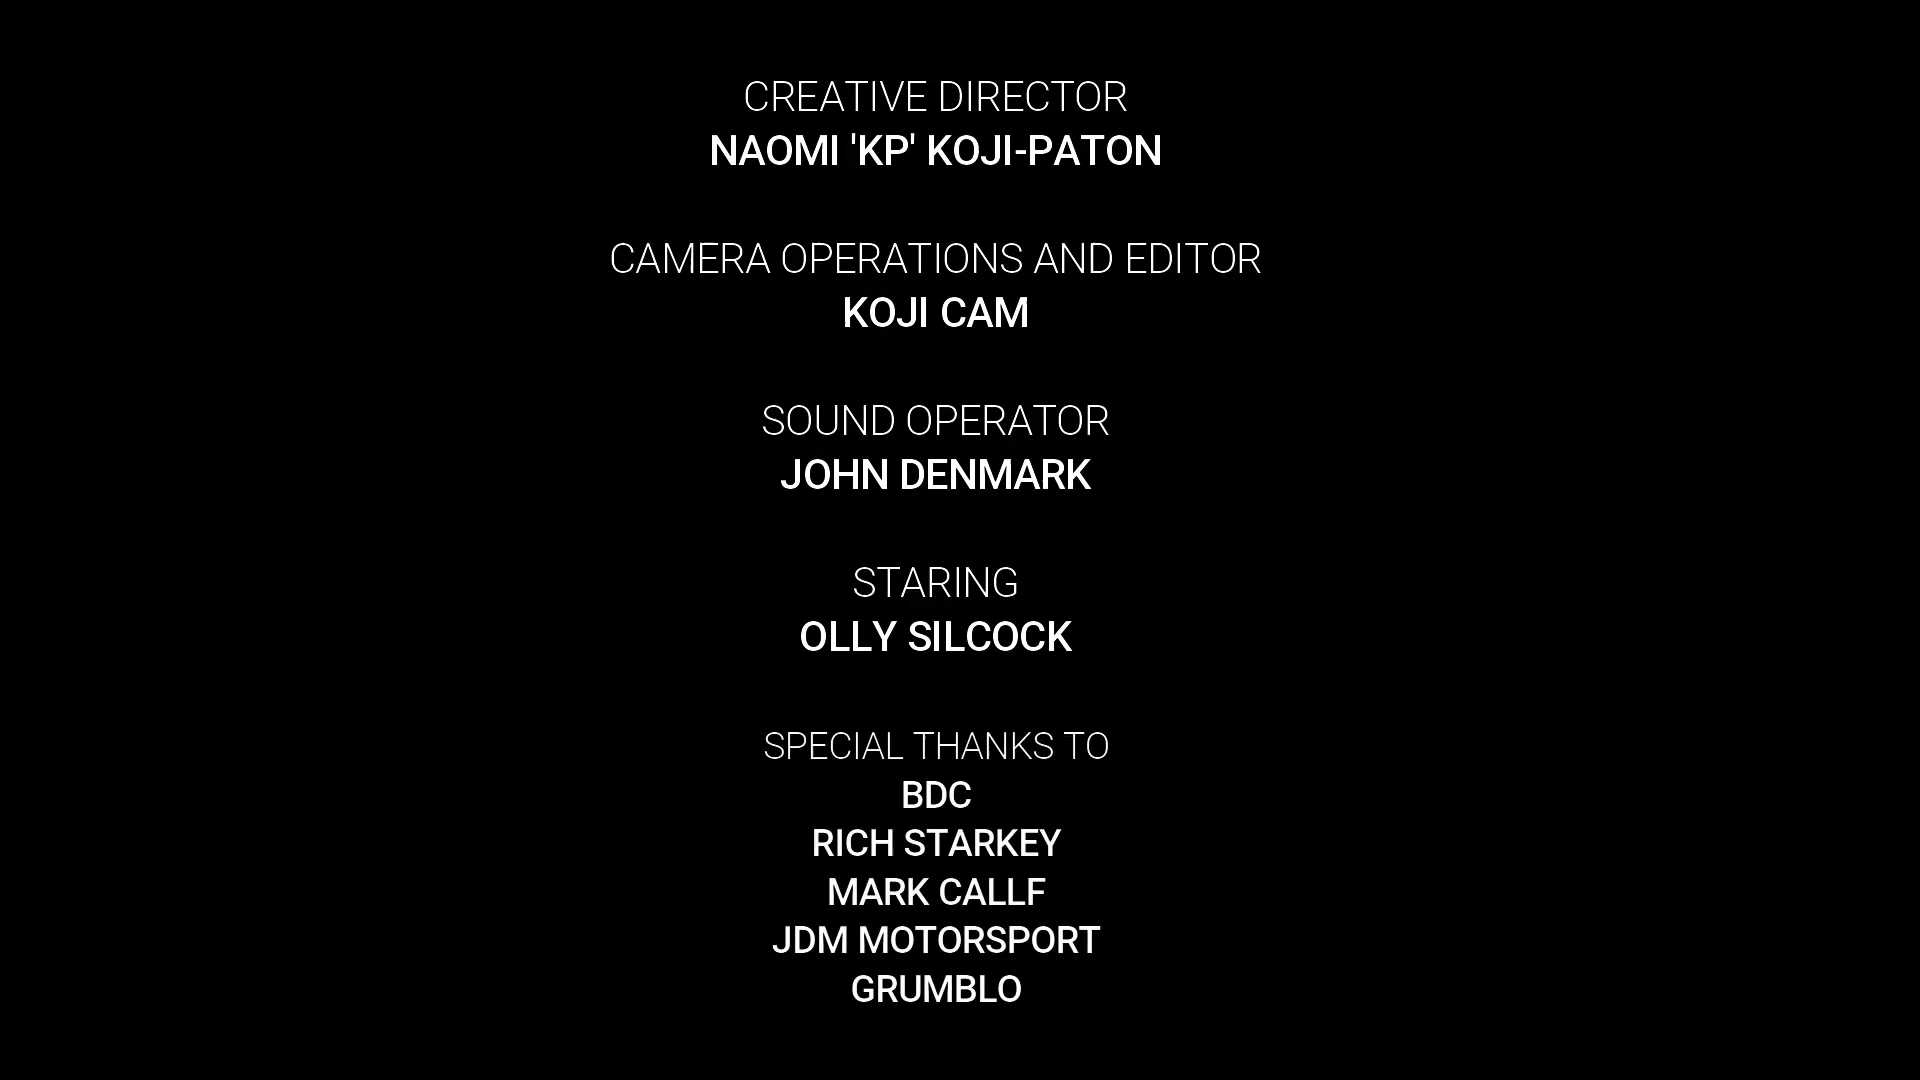 CREATIVE DIRECTOR
NAOMI 'KP' KOJI-PATON
CAMERA OPERATIONS AND EDITOR
KOJI CAM
SOUND OPERATOR
JOHN DENMARK
STARING
OLLY SILCOCK
SPECIAL THANKS TO
BDC
RICH STARKEY
MARK CALLF
JDM MOTORSPORT
GRUMBLO